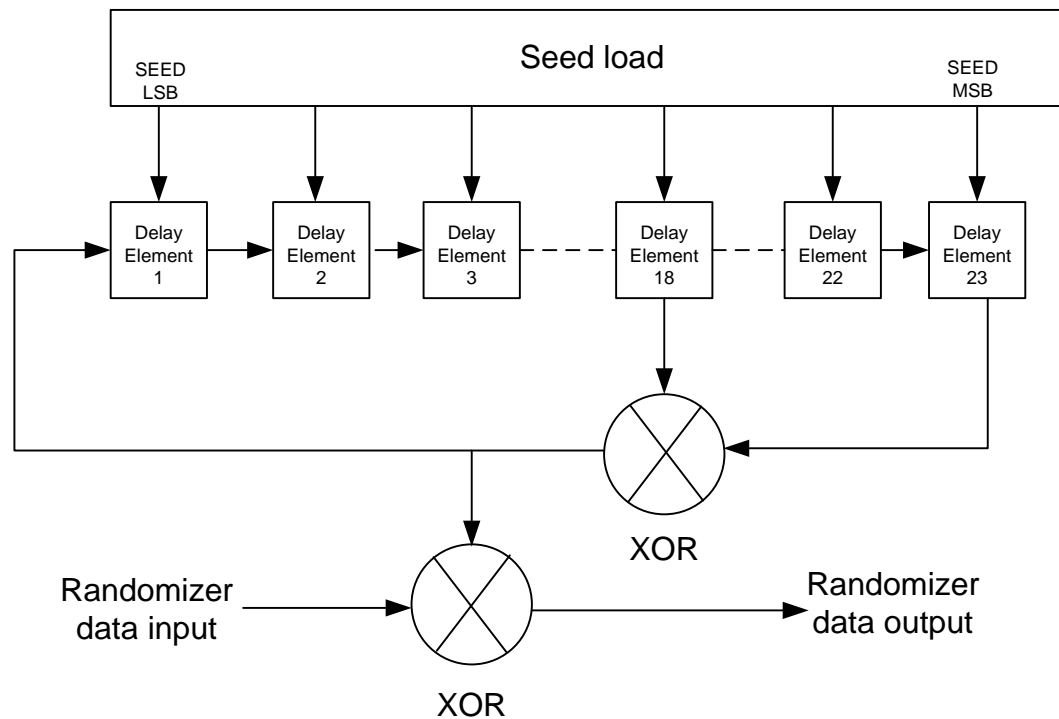 Seed load
SEED
LSB
SEED
MSB
Delay
Element
1
Delay
Element
2
Delay
Element
3
Delay
Element
18
Delay
Element
22
Delay
Element
23
XOR
Randomizer
data input
Randomizer
data output
XOR